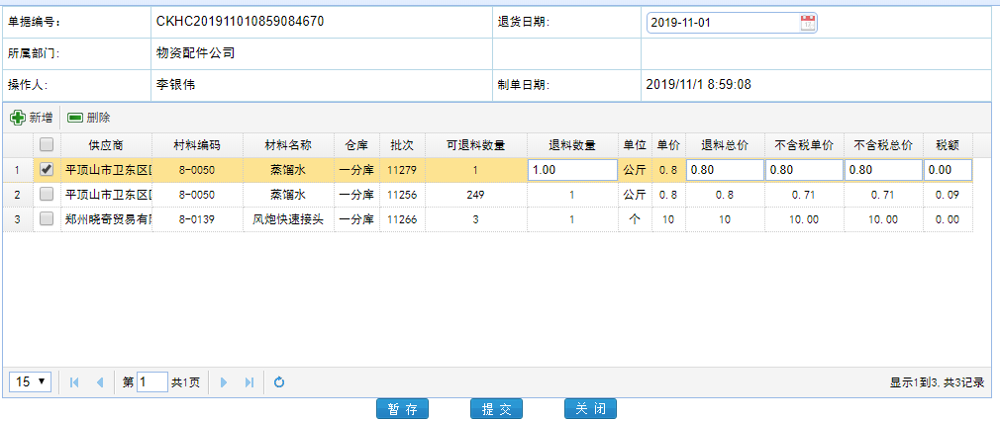 单据编号: CKHC201911010859084670 退货日期: 2019-11-01
所属部门: 物资配件公司
操作人: 李银伟 制单日期: 2019/11/1 8:59:08
新增 删除
供应商 村料编码 材料名称 仓库 批次 可退料数量 退料数量 单位 单价 退料总价 不含税单价 不含税总价 税额
1 平顶山市卫东区 8-0050 蒸馏水 一分库 11279 1 1.00 公斤 0.8 0.80 0.80 0.80 0.00
2 平顶山市卫东区 8-0050 蒸馏水 一分库 11256 249 1 公斤 0.8 0.8 0.71 0.71 0.09
3 郑州晓奇贸易有 8-0139 风炮快速接头 一分库 11266 3 1 个 10 10 10.00 10.00 0.00
15 第 1 共1页 显示1到3, 共3记录
暂存 提交 关闭